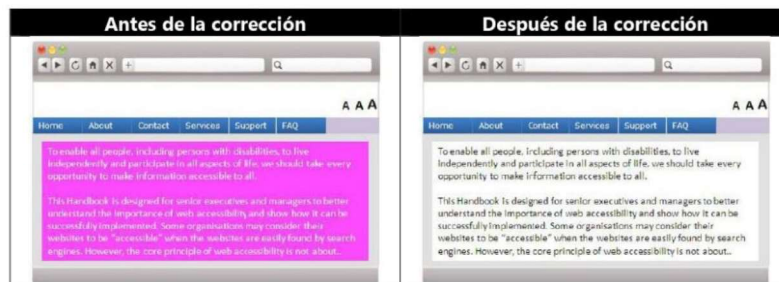 Antes de la corrección
Después de la corrección
A A A
Home About Contact Services Support FAQ
To enable all people, including persons with disabilities, to live
independently and participate in all aspects of life, we should take every
opportunity to make information accessible to all.
This Handbook is designed for senior executives and managers to better
understand the importance of web accessibility and show how it can be
successfully implemented. Some organisations may consider their
websites to be "accessible" when the websites are easily found by search
engines. However, the core principle of web accessibility is not about..
A A A
Home About Contact Services Support FAQ
To enable all people, including persons with disabilities, to live
independently and participate in all aspects of life, we should take every
opportunity to make information accessible to all.
This Handbook is designed for senior executives and managers to better
understand the importance of web accessibility and show how it can be
successfully implemented. Some organisations may consider their
websites to be "accessible" when the websites are easily found by search
engines. However, the core principle of web accessibility is not about..